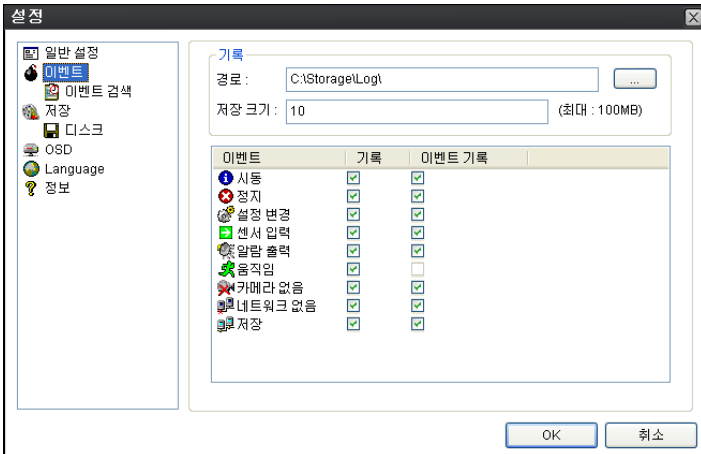 설정
일반 설정
이벤트
이벤트 검색
저장
디스크
OSD
Language
정보
기록
경로 : C:\Storage\Log\ ...
저장 크기 : 10 (최대 : 100MB)
이벤트 기록 이벤트 기록
시동
정지
설정 변경
센서 입력
알람 출력
움직임
카메라 없음
네트워크 없음
저장
OK 취소